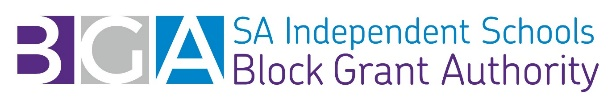 BGA SA Independent Schools
Block Grant Authority